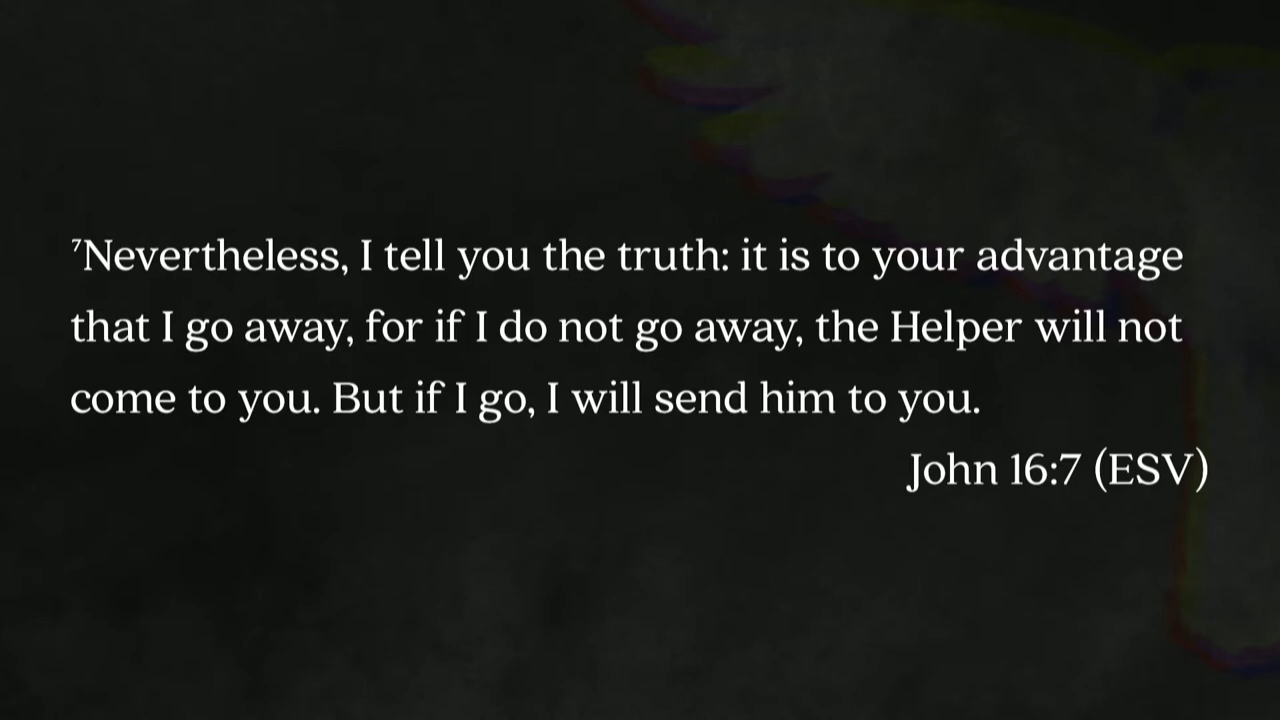 ⁷Nevertheless, I tell you the truth: it is to your advantage
that I go away, for if I do not go away, the Helper will not
come to you. But if I go, I will send him to you.
John 16:7 (ESV)